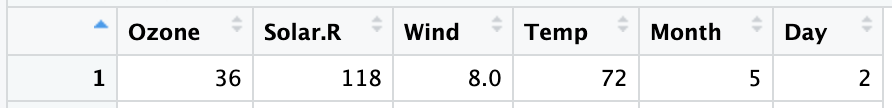 Ozone Solar.R Wind Temp Month Day
1 36 118 8.0 72 5 2